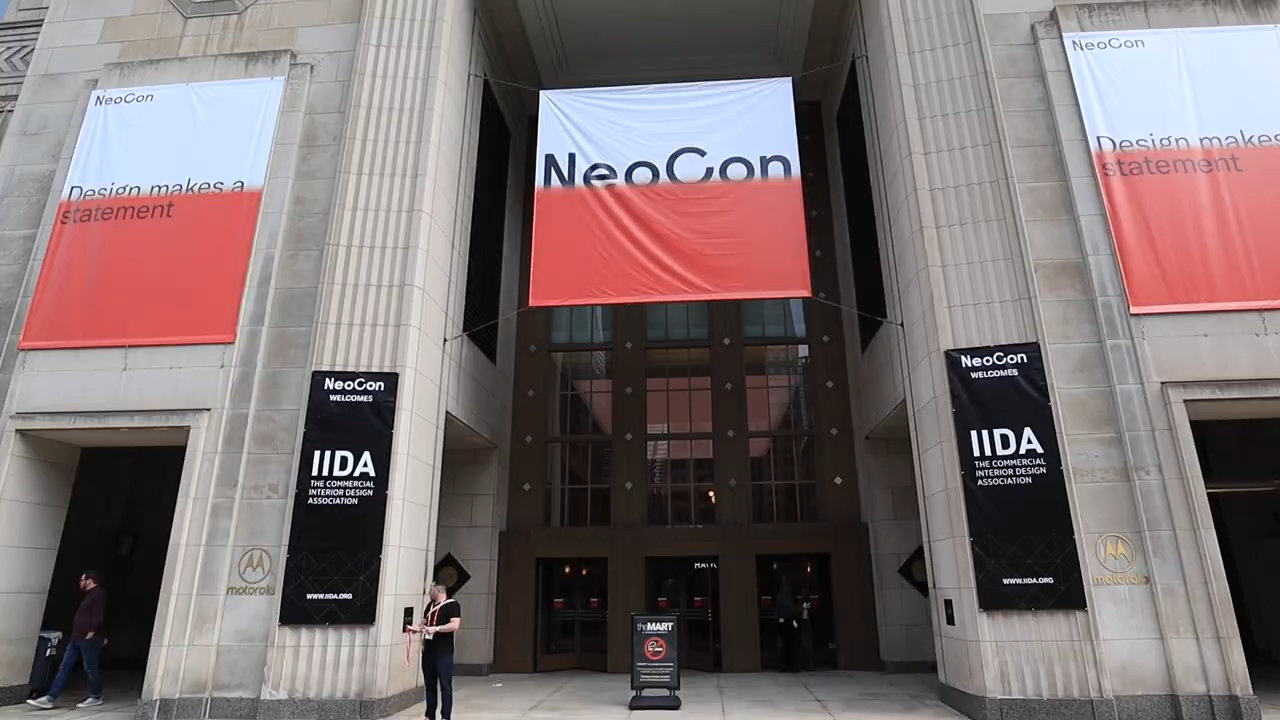 NeoCon
Design makes a
statement
NeoCon
NeoCon
Design makes
statement
NeoCon
WELCOMES
IIDA
THE COMMERCIAL
INTERIOR DESIGN
ASSOCIATION
WWW.IIDA.ORG
NeoCon
WELCOMES
IIDA
THE COMMERCIAL
INTERIOR DESIGN
ASSOCIATION
WWW.IIDA.ORG
motorola
motorola
theMART